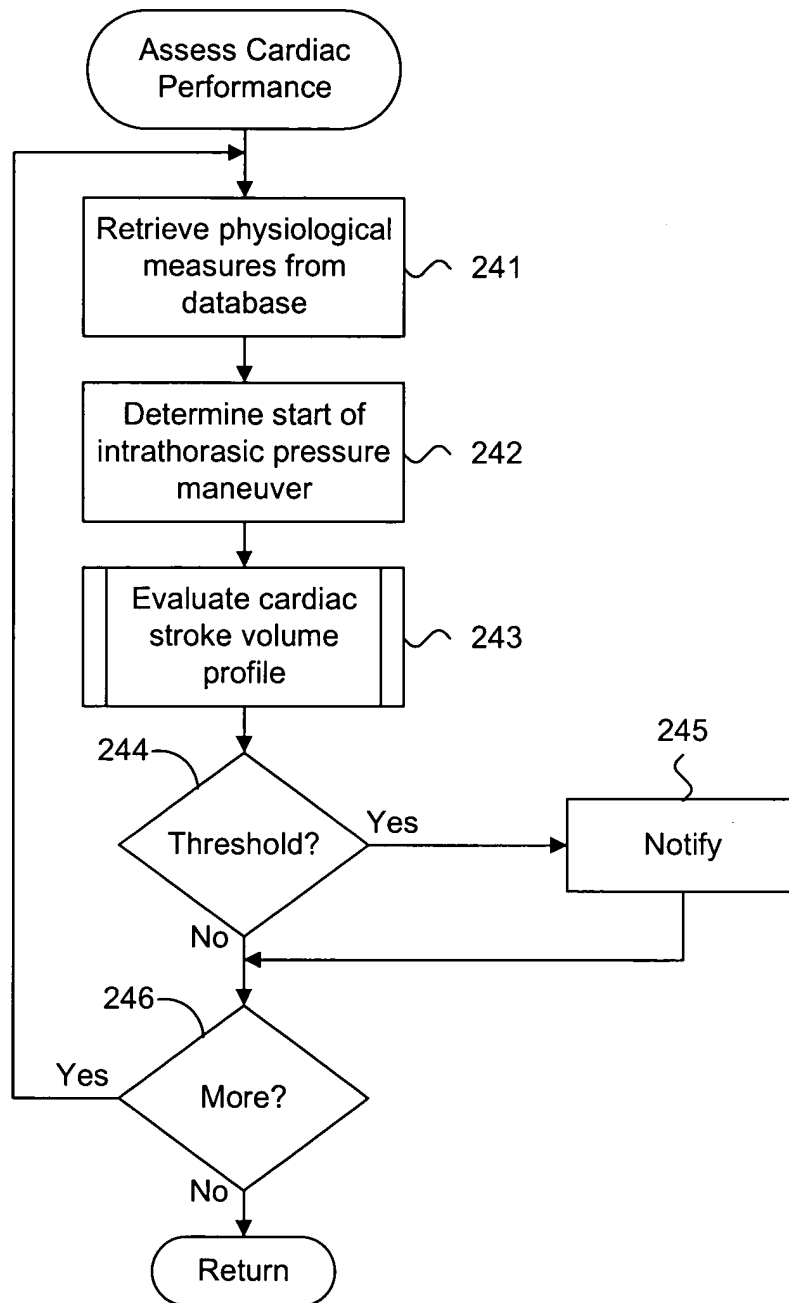 Assess Cardiac
Performance
Retrieve physiological
measures from
database
241
Determine start of
intrathorasic pressure
maneuver
242
Evaluate cardiac
stroke volume
profile
243
244
Threshold?
Yes
245
Notify
No
246
Yes
More?
No
Return